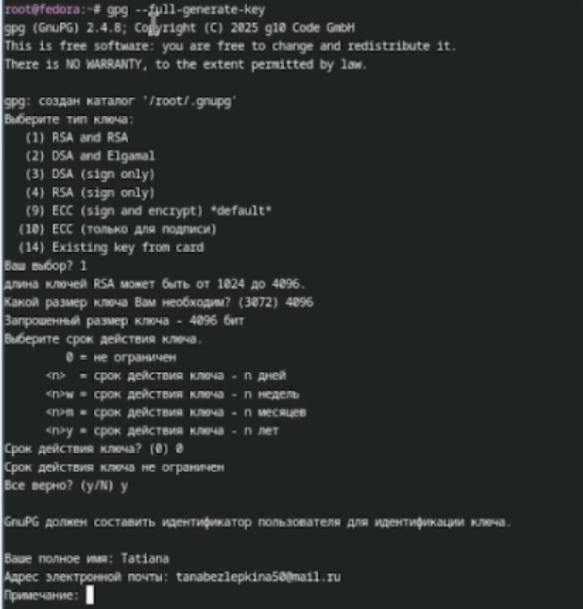 root@fedora:~# gpg --full-generate-key
gpg (GnuPG) 2.4.8; Copyright (C) 2025 g10 Code GmbH
This is free software: you are free to change and redistribute it.
There is NO WARRANTY, to the extent permitted by law.
gpg: создан каталог '/root/.gnupg'
Выберите тип ключа:
(1) RSA and RSA
(2) DSA and Elgamal
(3) DSA (sign only)
(4) RSA (sign only)
(9) ECC (sign and encrypt) *default*
(10) ECC (только для подписи)
(14) Existing key from card
Ваш выбор? 1
длина ключей RSA может быть от 1024 до 4096.
Какой размер ключа Вам необходим? (3072) 4096
Запрошенный размер ключа - 4096 бит
Выберите срок действия ключа.
0 = не ограничен
<n> = срок действия ключа - n дней
<n>w = срок действия ключа - n недель
<n>m = срок действия ключа - n месяцев
<n>y = срок действия ключа - n лет
Срок действия ключа? (0) 0
Срок действия ключа не ограничен
Все верно? (y/N) y
GnuPG должен составить идентификатор пользователя для идентификации ключа.
Ваше полное имя: Tatiana
Адрес электронной почты: tanabezlepkina50@mail.ru
Примечание: